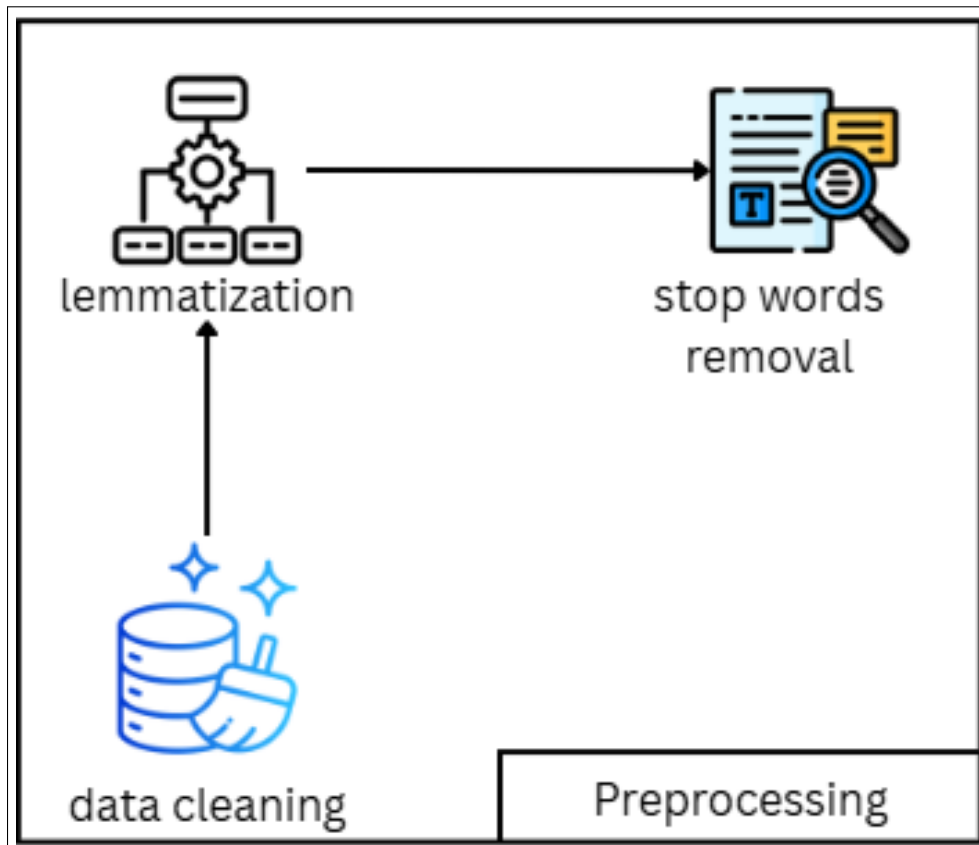 lemmatization
stop words
removal
data cleaning
Preprocessing